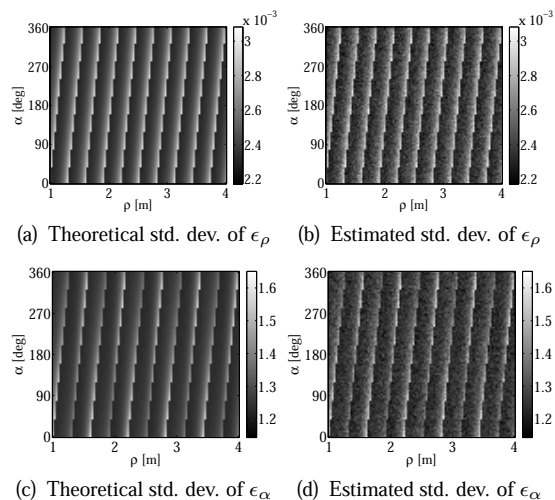 x 10⁻³ x 10⁻³
360 3 360 3
270 2.8 270 2.8
α [deg] 180 2.6 α [deg] 180 2.6
90 2.4 90 2.4
0 2.2 0 2.2
1 2 3 4 1 2 3 4
ρ [m] ρ [m]
(a) Theoretical std. dev. of ϵρ (b) Estimated std. dev. of ϵρ
360 1.6 360 1.6
270 1.5 270 1.5
α [deg] 180 1.4 α [deg] 180 1.4
90 1.3 90 1.3
0 1.2 0 1.2
1 2 3 4 1 2 3 4
ρ [m] ρ [m]
(c) Theoretical std. dev. of ϵα (d) Estimated std. dev. of ϵα